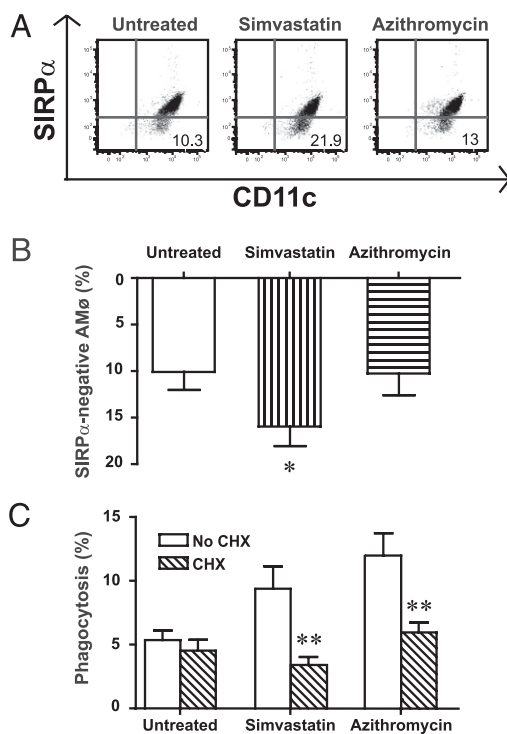 A
Untreated
Simvastatin
Azithromycin
SIRPα
10.3
21.9
13
CD11c
B
Untreated
Simvastatin
Azithromycin
SIRPα-negative AMø (%)
0
5
10
15
20
*
C
Phagocytosis (%)
15
10
5
0
No CHX
CHX
**
**
Untreated
Simvastatin
Azithromycin